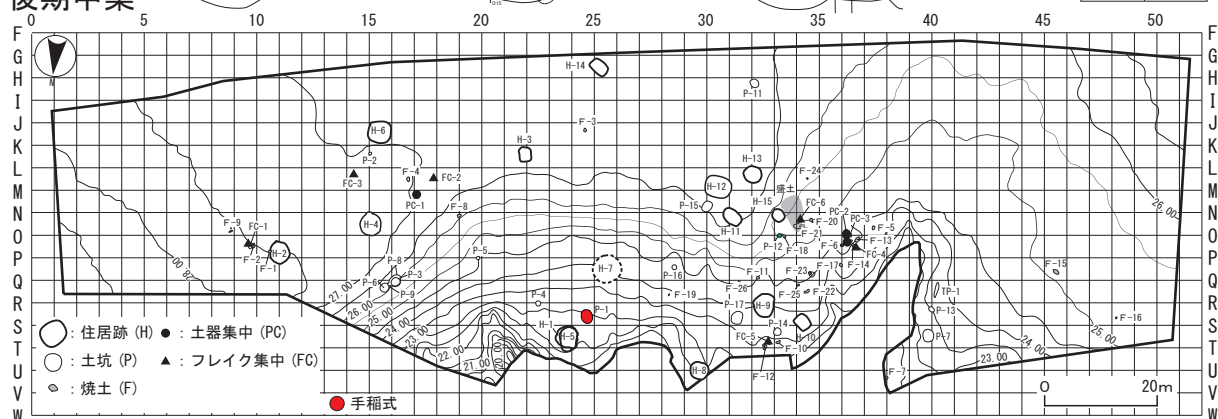 後期中葉
0 5 10 15 20 25 30 35 40 45 50
F F
G H-14 G
H P-11 H
I I
J H-6 F-3 J
K P-2 H-3 K
L FC-3 F-4 FC-2 H-13 F-24 L
M PC-1 H-12 盛土 M
N F-9 FC-1 H-4 F-8 P-15 H-11 H-15 FC-6 F-20 PC-2 PC-3 F-5 26.00 N
O F-2 F-1 H-2 P-5 P-12 F-18 F-21 F-6 F-13 FC-4 O
P P-8 H-7 P-16 F-11 F-23 F-17 F-14 F-15 P
Q 27.00 P-6 P-3 P-9 F-19 F-26 F-25 F-22 TP-1 Q
R 26.00 25.00 P-4 P-1 P-17 H-9 P-13 25.00 F-16 R
S 24.00 23.00 H-1 H-5 P-14 H-10 P-7 24.00 S
T 22.00 FC-5 F-10 23.00 T
U 21.00 20.00 H-8 F-12 F-7 U
V V
W W
N
:住居跡(H) :土器集中(PC)
:土坑(P) :フレイク集中(FC)
:焼土(F)
手稲式
0 20m